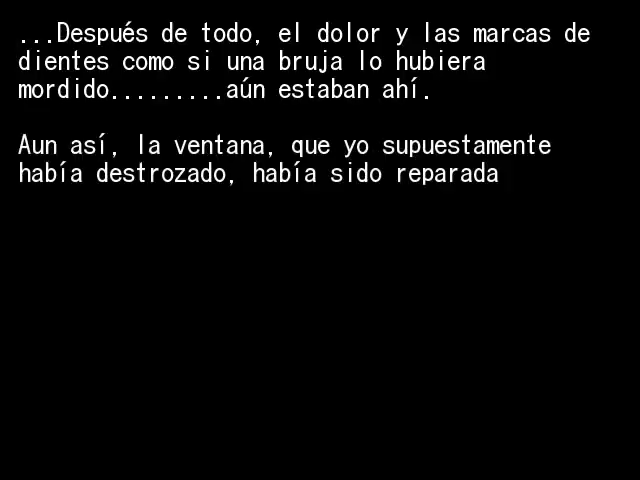 ...Después de todo, el dolor y las marcas de
dientes como si una bruja lo hubiera
mordido.........aún estaban ahí.
Aun así, la ventana, que yo supuestamente
había destrozado, había sido reparada